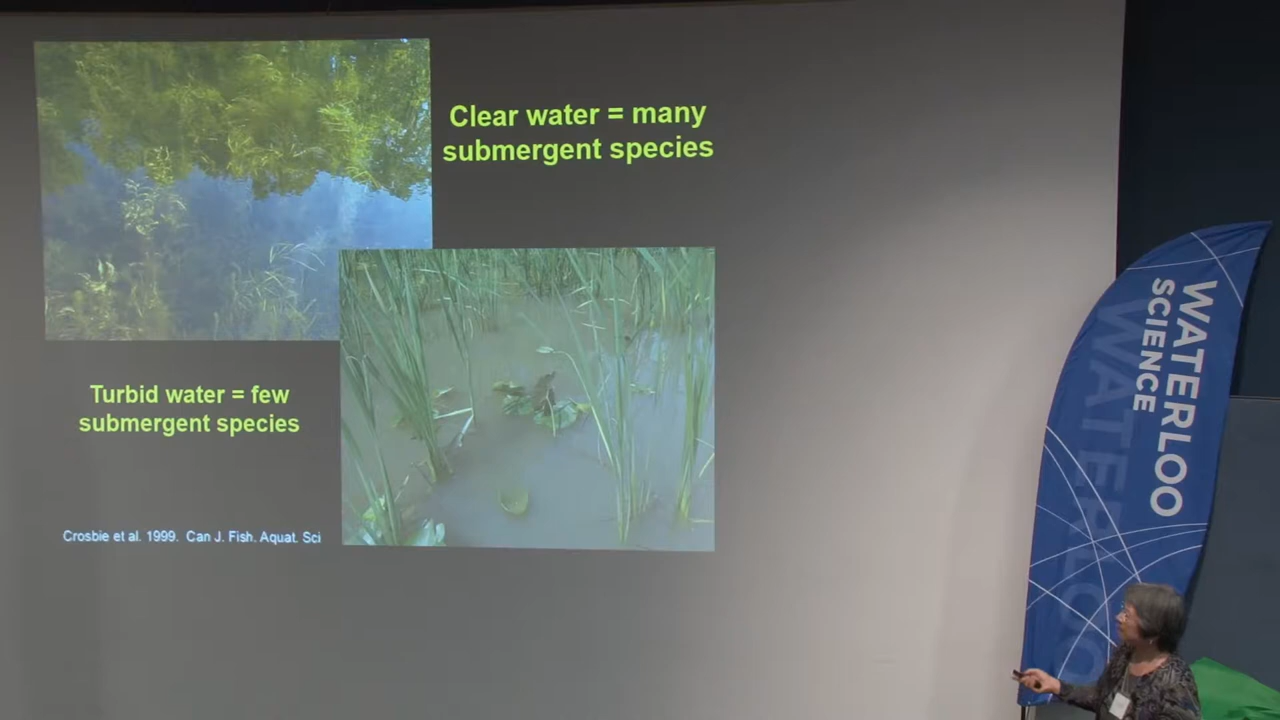 Clear water = many
submergent species
Turbid water = few
submergent species
Crosbie et al. 1999. Can J. Fish. Aquat. Sci
WATERLOO
SCIENCE
WATERLOO